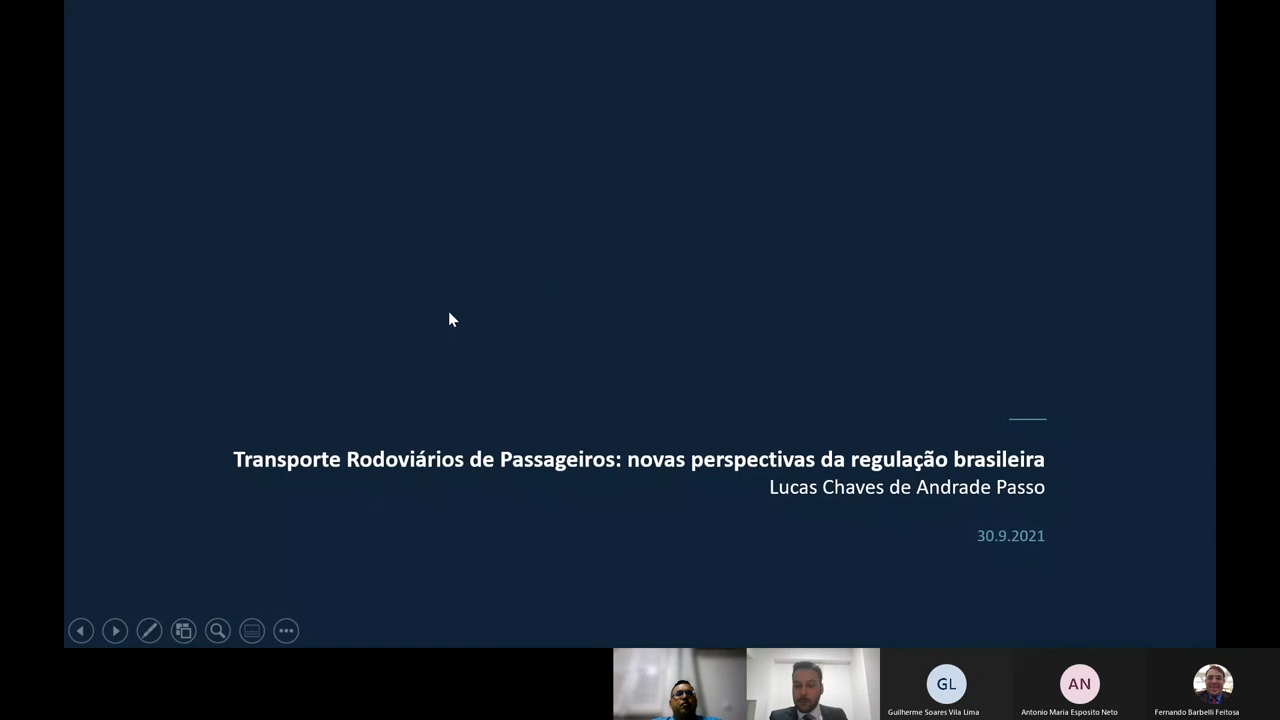 Transporte Rodoviários de Passageiros: novas perspectivas da regulação brasileira
Lucas Chaves de Andrade Passo
30.9.2021
GL
AN
Guilherme Soares Vila Lima
Antonio Maria Esposito Neto
Fernando Barbelli Feitosa